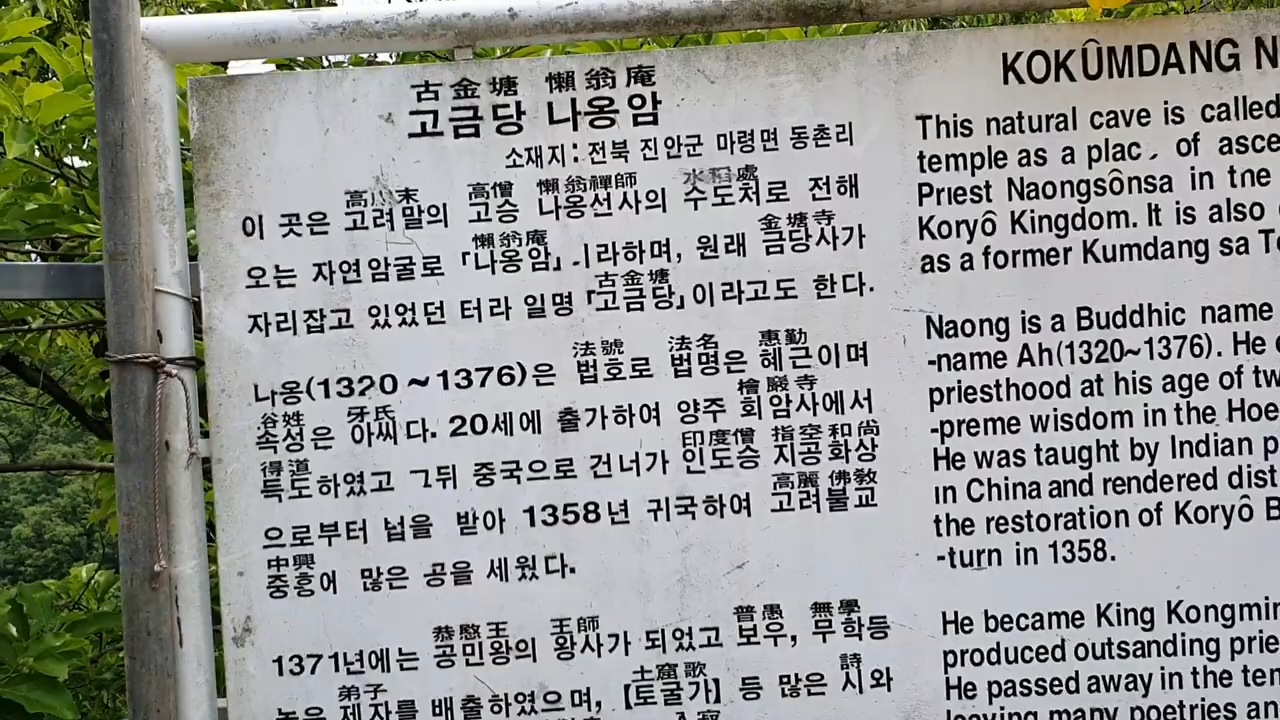 古金塘 懶翁庵
고금당 나옹암
소재지: 전북 진안군 마령면 동촌리
末 高僧 懶翁禪師 處
이 곳은 고려말의 고승 나옹선사의 수도처로 전해
懶翁庵 金塘寺
오는 자연암굴로 「나옹암」이라하며, 원래 금당사가
古金塘
자리잡고 있었던 터라 일명 「고금당」이라고도 한다.
法號 法名 惠勤
나옹(1320~1376)은 법호로 법명은 혜근이며
俗姓 牙氏
속성은 아씨다. 20세에 출가하여 양주 회암사에서
檜巖寺
得道 印度僧 指空和尙
득도하였고 그뒤 중국으로 건너가 인도승 지공화상
高麗 佛敎
으로부터 법을 받아 1358년 귀국하여 고려불교
中興
중흥에 많은 공을 세웠다.
恭愍王 王師 普愚 無學
1371년에는 공민왕의 왕사가 되었고 보우, 무학등
弟子 土窟歌 詩
제자를 배출하였으며, 【토굴가】 등 많은 시와
入寂
KOKÛMDANG N
This natural cave is called
temple as a plac of asce
Priest Naongsônsa in tne
Koryô Kingdom. It is also
as a former Kumdang sa Te
Naong is a Buddhic name
-name Ah(1320~1376). He
priesthood at his age of tw
-preme wisdom in the Hoe
He was taught by Indian p
in China and rendered dist
the restoration of Koryô B
-turn in 1358.
He became King Kongmin
produced outsanding prie
He passed away in the tem
leaving many poetries an